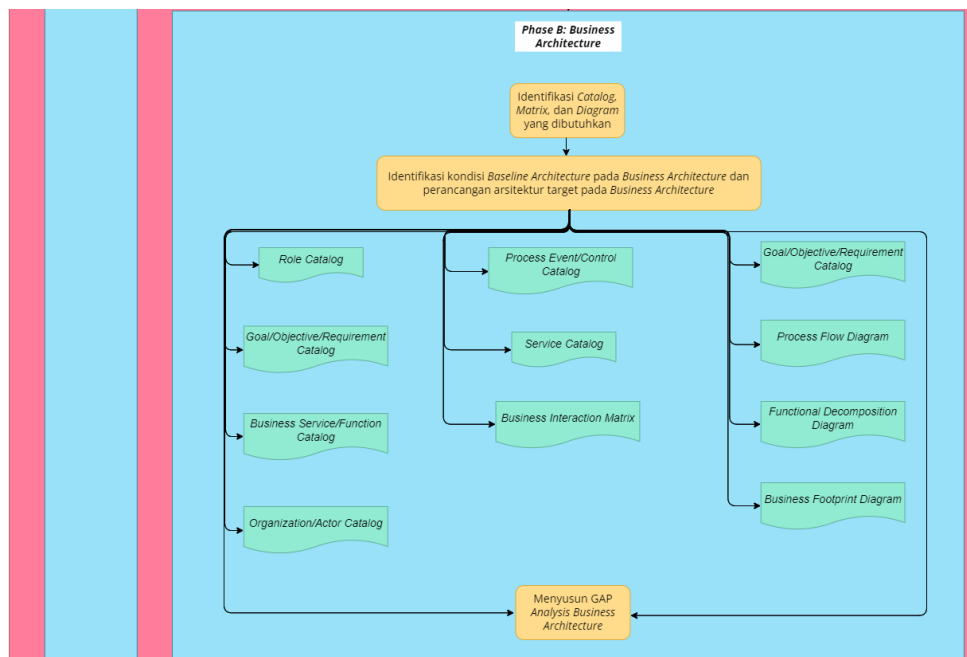 Phase B: Business
Architecture
Identifikasi Catalog,
Matrix, dan Diagram
yang dibutuhkan
Identifikasi kondisi Baseline Architecture pada Business Architecture dan
perancangan arsitektur target pada Business Architecture
Role Catalog
Goal/Objective/Requirement
Catalog
Business Service/Function
Catalog
Organization/Actor Catalog
Process Event/Control
Catalog
Service Catalog
Business Interaction Matrix
Goal/Objective/Requirement
Catalog
Process Flow Diagram
Functional Decomposition
Diagram
Business Footprint Diagram
Menyusun GAP
Analysis Business
Architecture